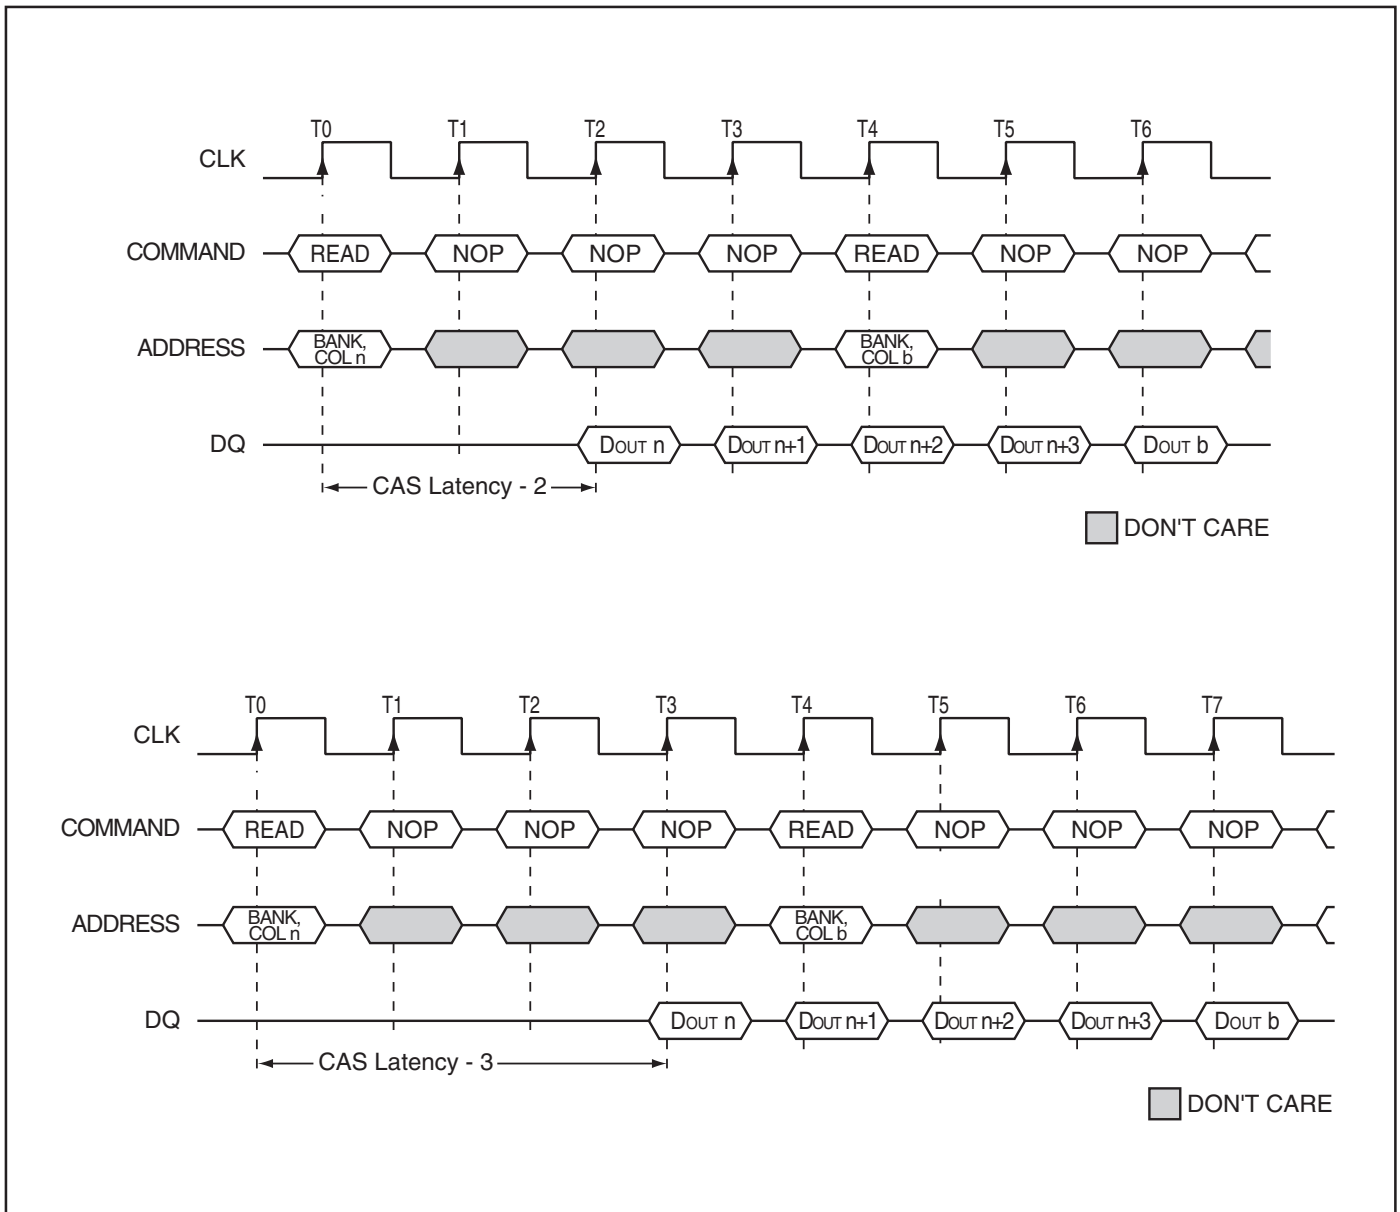 T0 T1 T2 T3 T4 T5 T6
CLK
COMMAND READ NOP NOP NOP READ NOP NOP
ADDRESS BANK, COL n BANK, COL b
DQ DOUT n DOUT n+1 DOUT n+2 DOUT n+3 DOUT b
CAS Latency - 2
DON'T CARE
T0 T1 T2 T3 T4 T5 T6 T7
CLK
COMMAND READ NOP NOP NOP READ NOP NOP NOP
ADDRESS BANK, COL n BANK, COL b
DQ DOUT n DOUT n+1 DOUT n+2 DOUT n+3 DOUT b
CAS Latency - 3
DON'T CARE